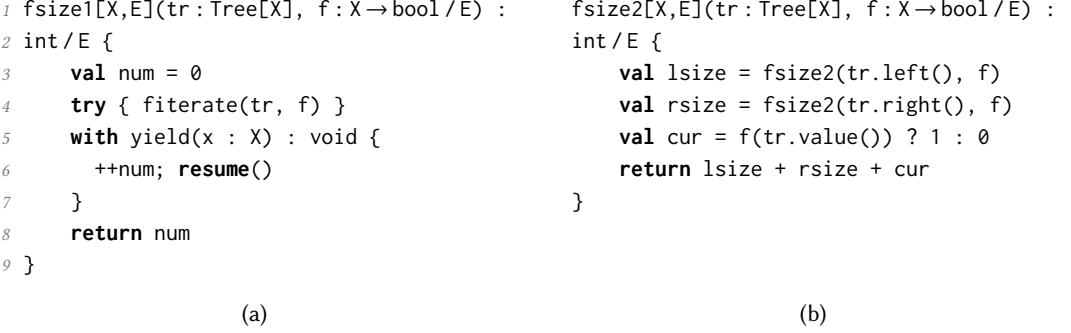 1 fsize1[X,E](tr : Tree[X], f : X → bool / E) :
2 int / E {
3 val num = 0
4 try { fiterate(tr, f) }
5 with yield(x : X) : void {
6 ++num; resume()
7 }
8 return num
9 }
(a)
fsize2[X,E](tr : Tree[X], f : X → bool / E) :
int / E {
val lsize = fsize2(tr.left(), f)
val rsize = fsize2(tr.right(), f)
val cur = f(tr.value()) ? 1 : 0
return lsize + rsize + cur
}
(b)